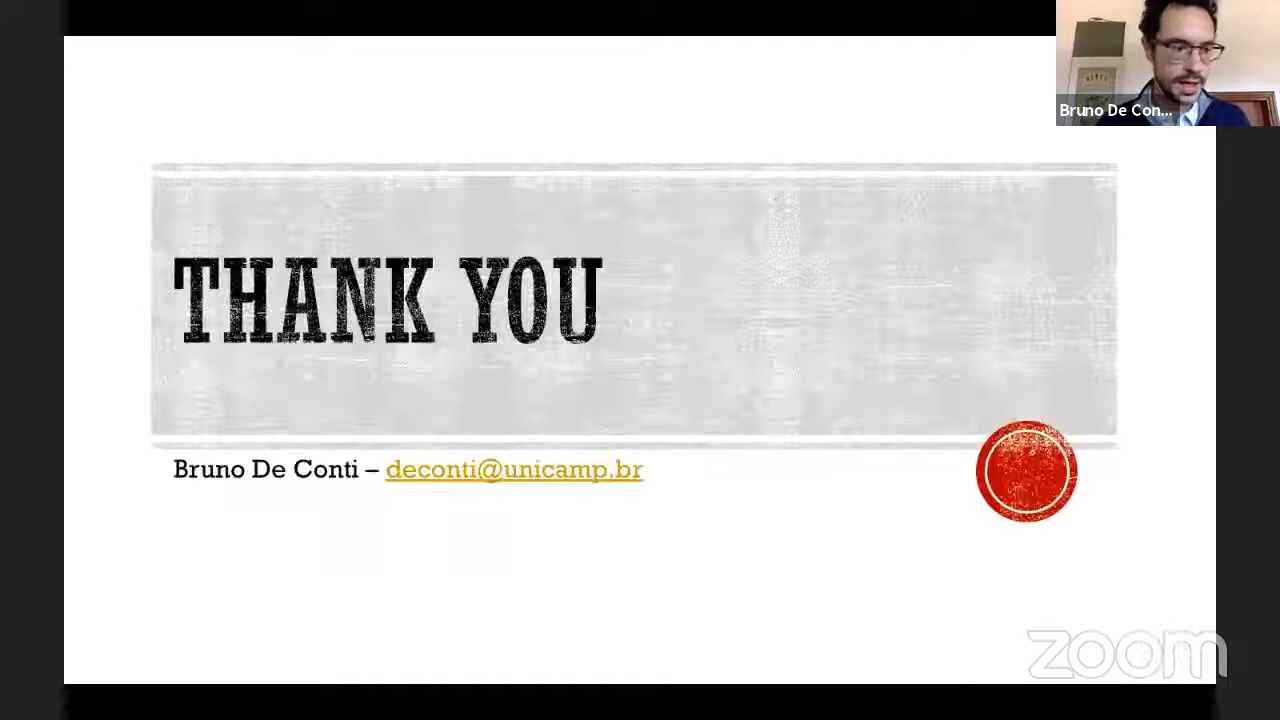 Bruno De Con...
THANK YOU
Bruno De Conti – deconti@unicamp.br
zoom